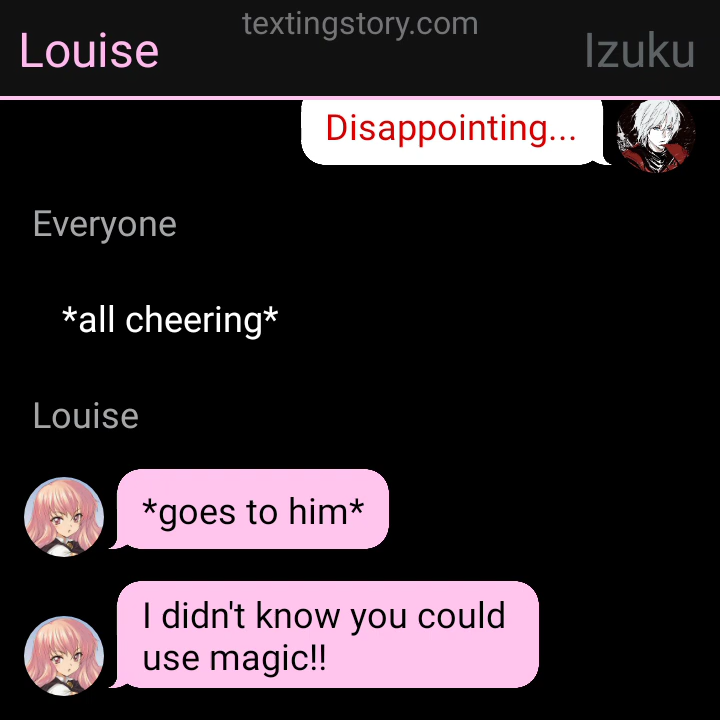 textingstory.com
Louise
Izuku
Disappointing...
Everyone
*all cheering*
Louise
*goes to him*
I didn't know you could
use magic!!